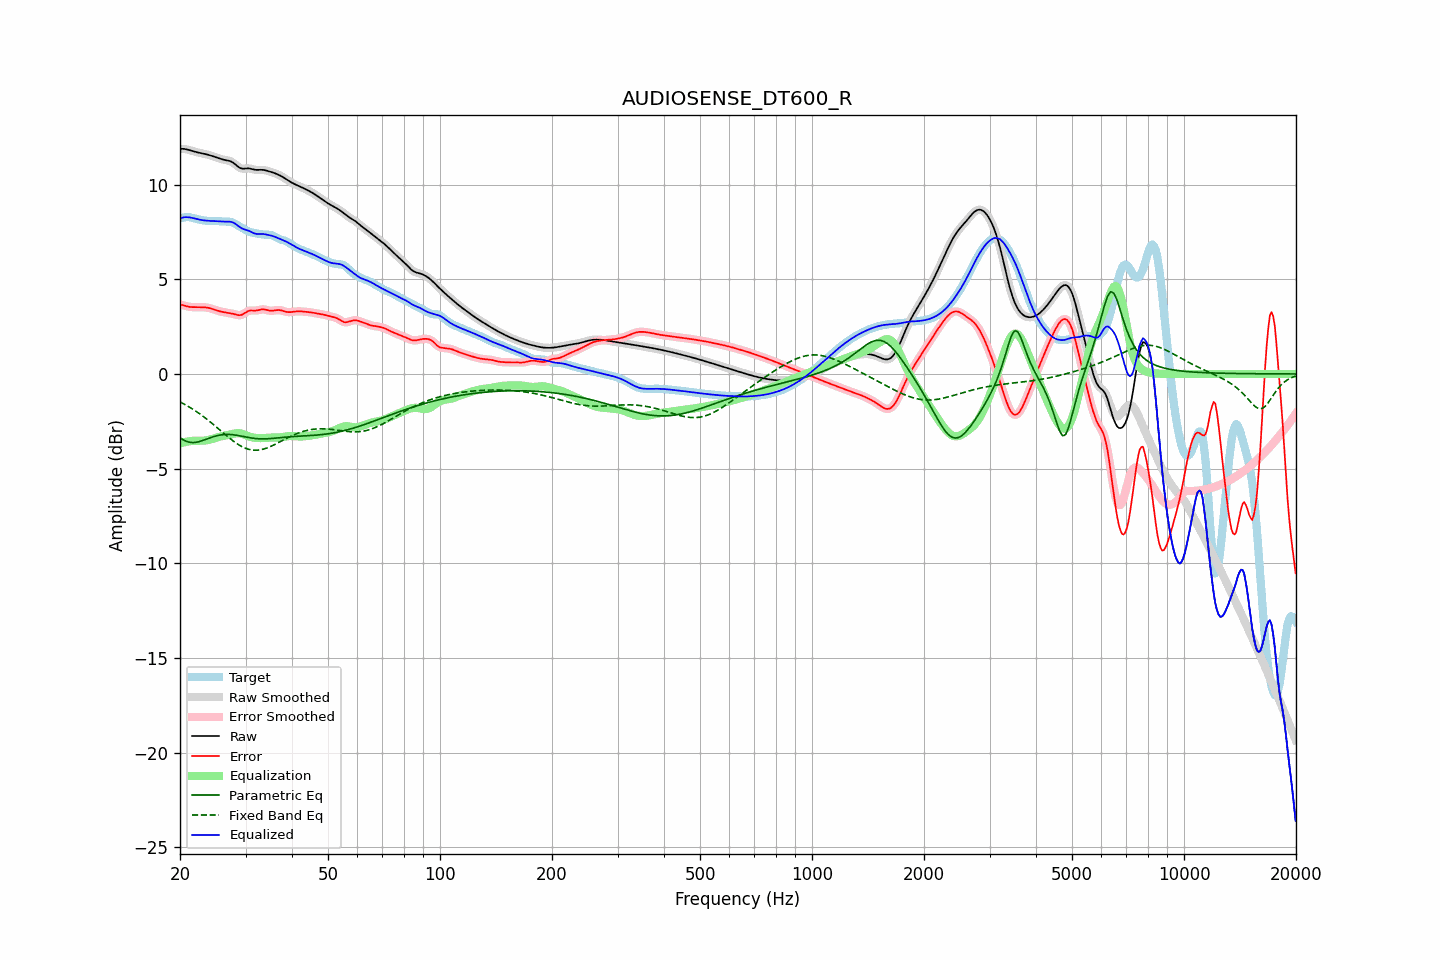 AUDIOSENSE_DT600_R
Amplitude (dBr)
10
5
0
−5
−10
−15
−20
−25
Target
Raw Smoothed
Error Smoothed
Raw
Error
Equalization
Parametric Eq
Fixed Band Eq
Equalized
20 50 100 200 500 1000 2000 5000 10000 20000
Frequency (Hz)